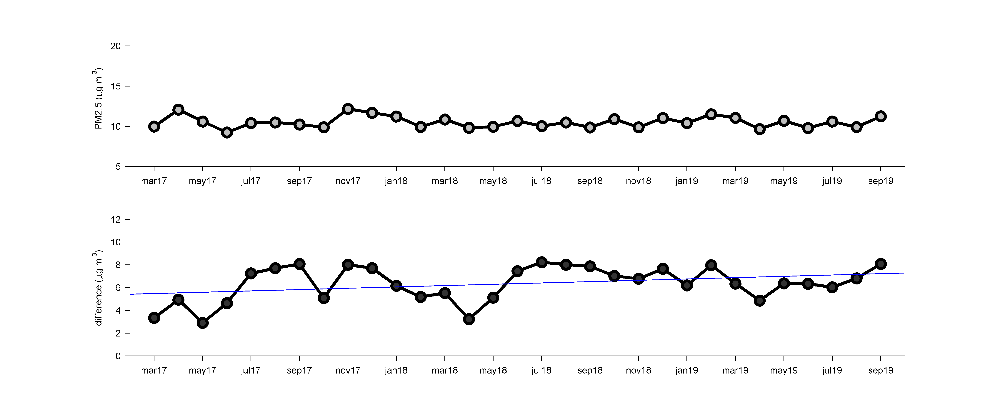 PM2.5 (μg m-3)
20
15
10
5
mar17 may17 jul17 sep17 nov17 jan18 mar18 may18 jul18 sep18 nov18 jan19 mar19 may19 jul19 sep19
difference (μg m-3)
12
10
8
6
4
2
0
mar17 may17 jul17 sep17 nov17 jan18 mar18 may18 jul18 sep18 nov18 jan19 mar19 may19 jul19 sep19